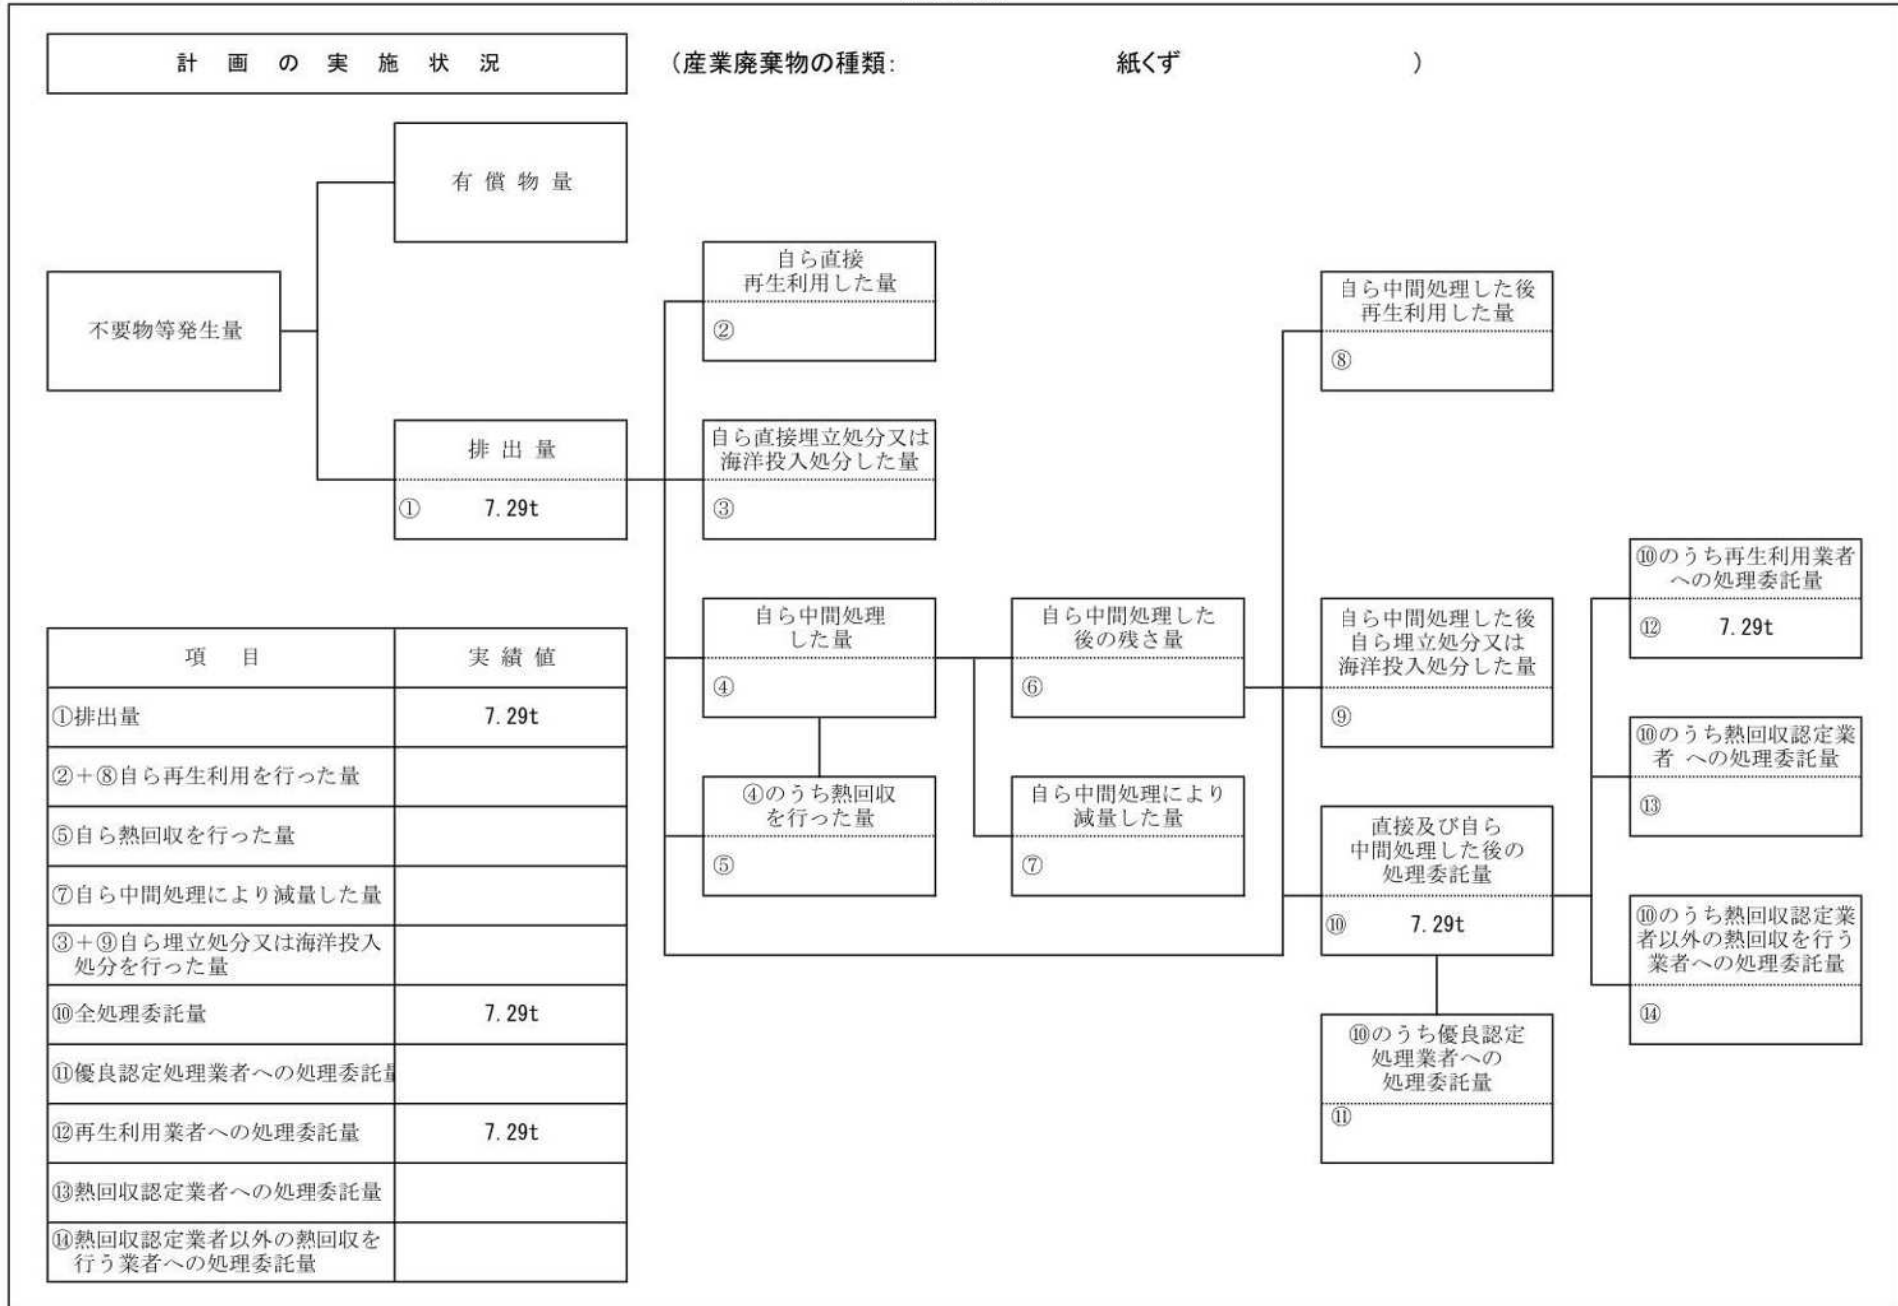 計画の実施状況
（産業廃棄物の種類: 紙くず ）
有償物量
不要物等発生量
排出量
① 7.29t
自ら直接
再生利用した量
②
自ら直接埋立処分又は
海洋投入処分した量
③
自ら中間処理
した量
④
④のうち熱回収
を行った量
⑤
自ら中間処理した
後の残さ量
⑥
自ら中間処理により
減量した量
⑦
自ら中間処理した後
再生利用した量
⑧
自ら中間処理した後
自ら埋立処分又は
海洋投入処分した量
⑨
直接及び自ら
中間処理した後の
処理委託量
⑩ 7.29t
⑩のうち優良認定
処理業者への
処理委託量
⑪
⑩のうち再生利用業者
への処理委託量
⑫ 7.29t
⑩のうち熱回収認定業
者 への処理委託量
⑬
⑩のうち熱回収認定業
者以外の熱回収を行う
業者への処理委託量
⑭
項目 実績値
①排出量 7.29t
②＋⑧自ら再生利用を行った量
⑤自ら熱回収を行った量
⑦自ら中間処理により減量した量
③＋⑨自ら埋立処分又は海洋投入
処分を行った量
⑩全処理委託量 7.29t
⑪優良認定処理業者への処理委託量
⑫再生利用業者への処理委託量 7.29t
⑬熱回収認定業者への処理委託量
⑭熱回収認定業者以外の熱回収を
行う業者への処理委託量